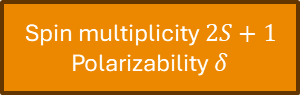 Spin multiplicity 2𝑆 + 1
Polarizability 𝛿